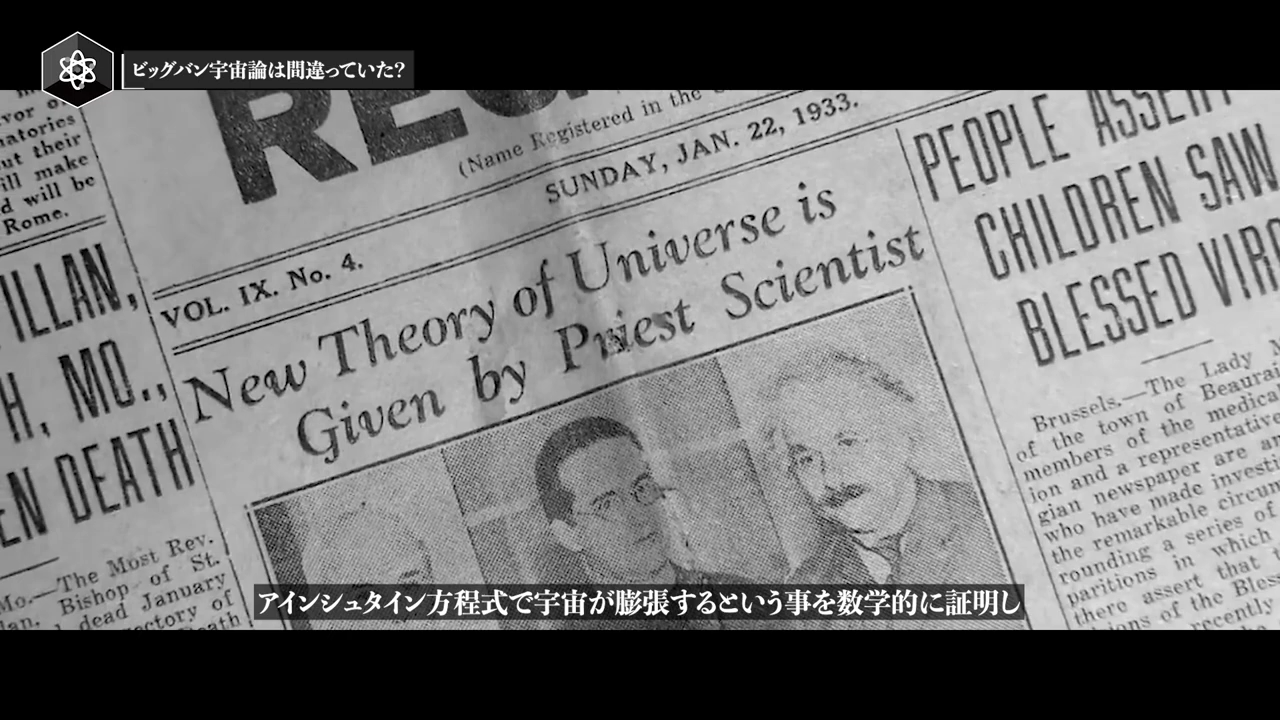 ビッグバン宇宙論は間違っていた?
vor
natories
ut their
ill make
d will be
Rome.
ILLAN,
H, MO.,
EN DEATH
Mo.—The Most Rev.
Bishop of St.
dead January
(Name Registered in the
SUNDAY, JAN. 22, 1933.
VOL. IX. No. 4.
New Theory of Universe is
Given by Priest Scientist
PEOPLE ASSERT
CHILDREN SAW
BLESSED VIRG
Brussels.—The Lady
of the town of Beaurai
members of the medica
ion and a representative
gian newspaper are a
who have made investi
the remarkable circum
rounding a series of
paritions in which
there assert that
of the Bles
recently
アインシュタイン方程式で宇宙が膨張するという事を数学的に証明し